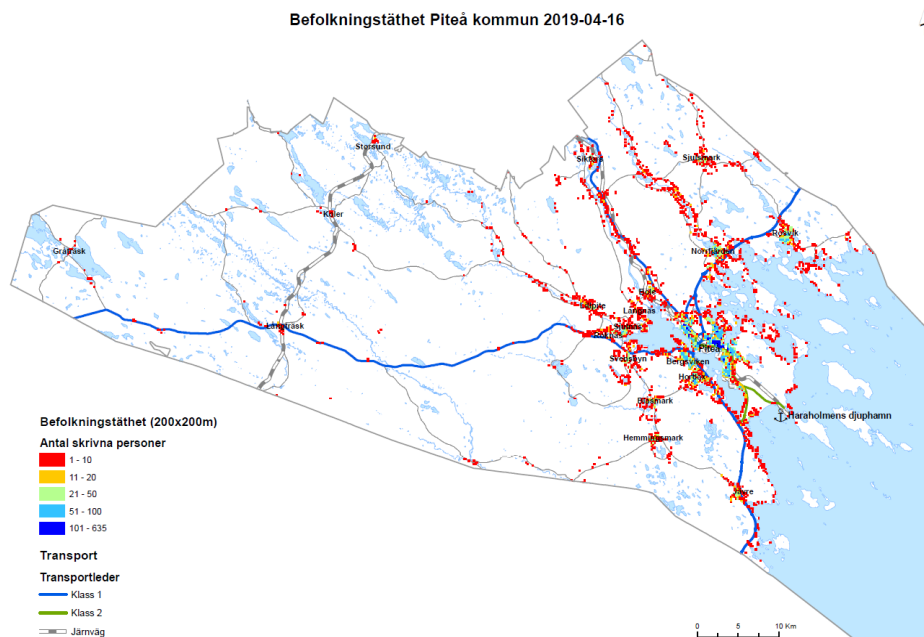 Befolkningstäthet Piteå kommun 2019-04-16
Storsund
Sikfors
Sjulsmark
Koler
Rosvik
Gråträsk
Norrfjärden
Böle
Långnäs
Långträsk
Svensbyn
Piteå
Bergsviken
Hortlax
Blåsmark
Haraholmens djuphamn
Hemmingsmark
Jävre
Befolkningstäthet (200x200m)
Antal skrivna personer
1 - 10
11 - 20
21 - 50
51 - 100
101 - 635
Transport
Transportleder
Klass 1
Klass 2
Järnväg
0 5 10 Km